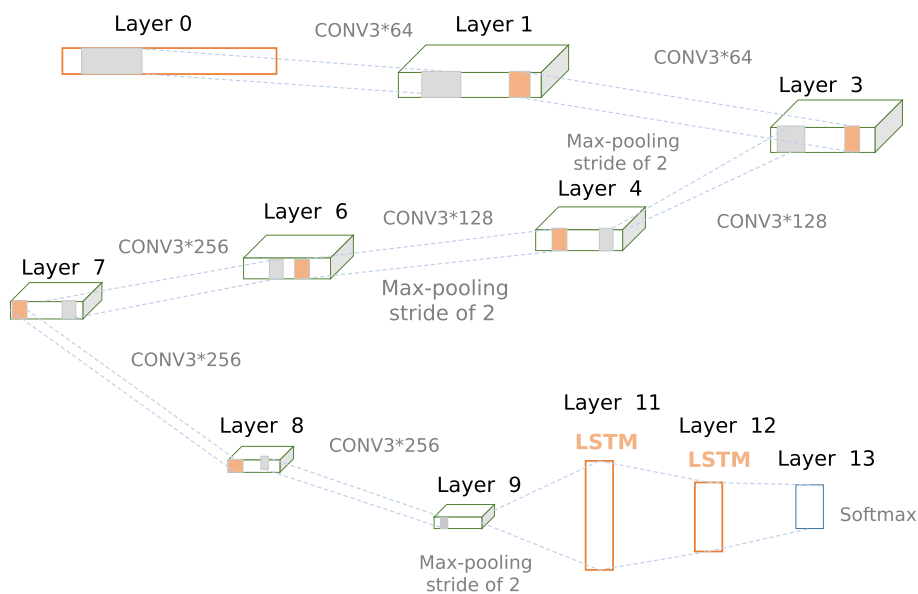 Layer 0
CONV3*64
Layer 1
CONV3*64
Layer 3
Max-pooling
stride of 2
Layer 4
CONV3*128
Layer 6
CONV3*128
CONV3*256
Layer 7
Max-pooling
stride of 2
CONV3*256
Layer 8
CONV3*256
Layer 9
Max-pooling
stride of 2
Layer 11
LSTM
Layer 12
LSTM
Layer 13
Softmax